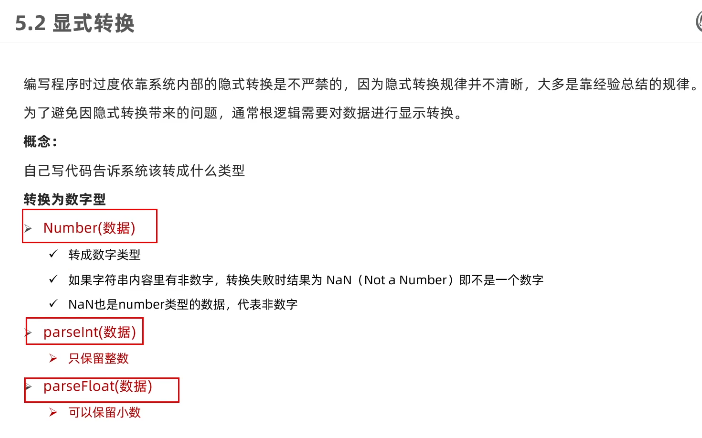 5.2 显式转换
编写程序时过度依靠系统内部的隐式转换是不严禁的，因为隐式转换规律并不清晰，大多是靠经验总结的规律。
为了避免因隐式转换带来的问题，通常根逻辑需要对数据进行显示转换。
概念：
自己写代码告诉系统该转成什么类型
转换为数字型
Number(数据)
转成数字类型
如果字符串内容里有非数字，转换失败时结果为 NaN（Not a Number）即不是一个数字
NaN也是number类型的数据，代表非数字
parseInt(数据)
只保留整数
parseFloat(数据)
可以保留小数